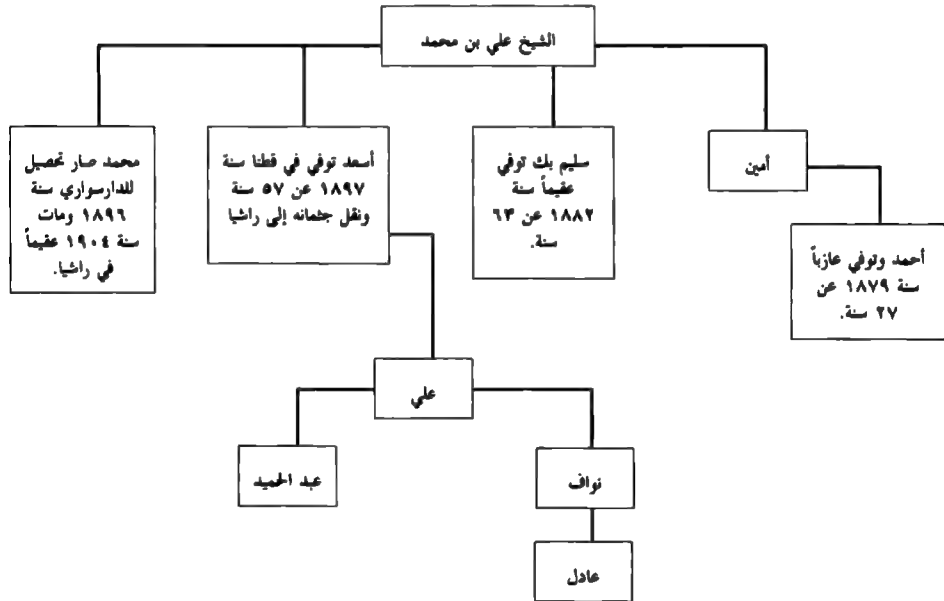 الشيخ علي بن محمد
أمين
سليم بك توفي
عقيماً سنة
١٨٨٢ عن ٦٣
سنة.
أسعد توفي في قطنا سنة
١٨٩٧ عن ٥٧ سنة
ونقل جثمانه إلى راشيا
محمد صار تحصيل
للدارسواري سنة
١٨٩٦ ومات
سنة ١٩٠٤ عقيماً
في راشيا.
أحمد وتوفي عازباً
سنة ١٨٧٩ عن
٢٧ سنة.
علي
نواف
عبد الحميد
عادل